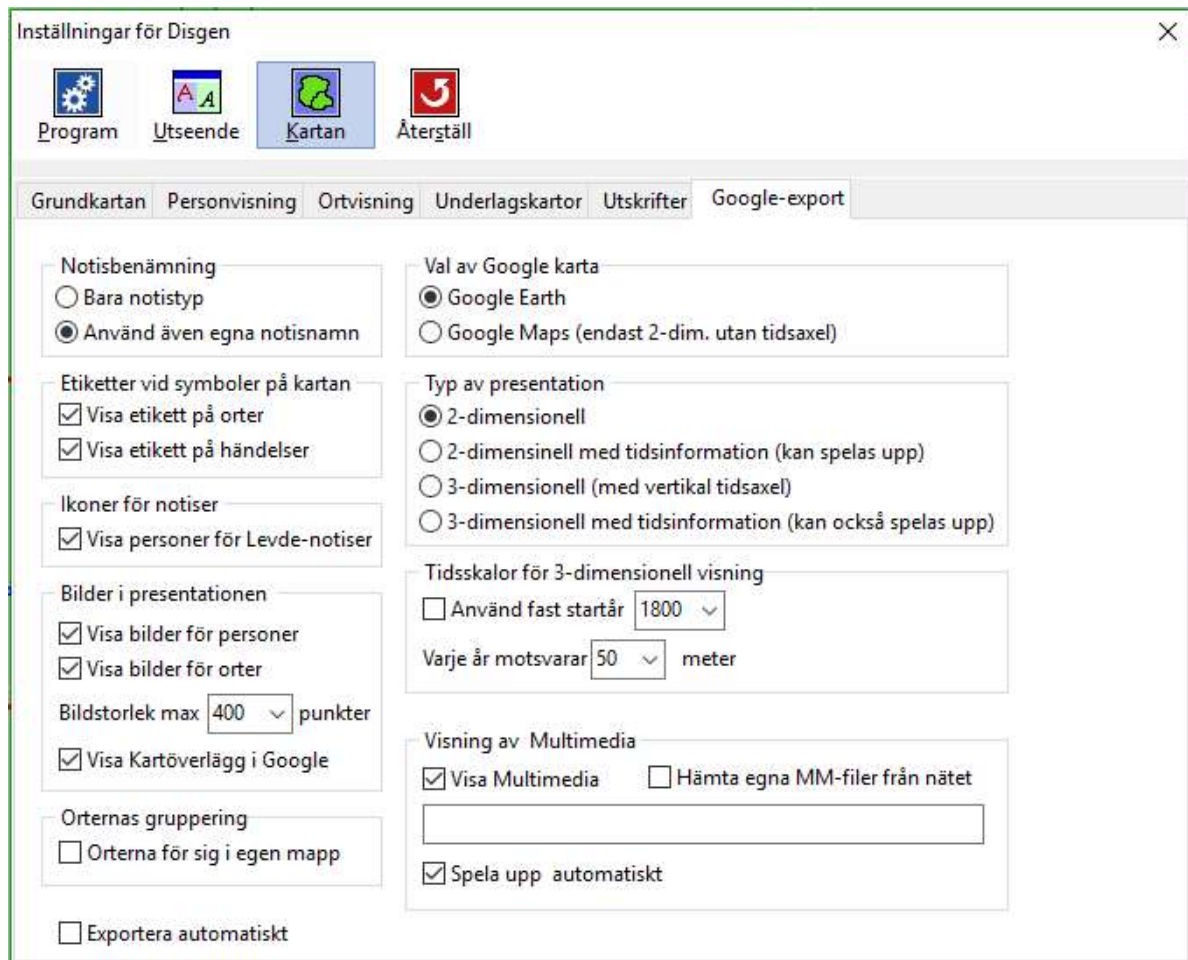 Inställningar för Disgen
Program Utseende Kartan Återställ
Grundkartan Personvisning Ortvisning Underlagskartor Utskrifter Google-export
Notisbenämning
Bara notistyp
Använd även egna notisnamn
Etiketter vid symboler på kartan
Visa etikett på orter
Visa etikett på händelser
Ikoner för notiser
Visa personer för Levde-notiser
Bilder i presentationen
Visa bilder för personer
Visa bilder för orter
Bildstorlek max 400 punkter
Visa Kartöverlägg i Google
Orternas gruppering
Orterna för sig i egen mapp
Exportera automatiskt
Val av Google karta
Google Earth
Google Maps (endast 2-dim. utan tidsaxel)
Typ av presentation
2-dimensionell
2-dimensinell med tidsinformation (kan spelas upp)
3-dimensionell (med vertikal tidsaxel)
3-dimensionell med tidsinformation (kan också spelas upp)
Tidsskalor för 3-dimensionell visning
Använd fast startår 1800
Varje år motsvarar 50 meter
Visning av Multimedia
Visa Multimedia Hämta egna MM-filer från nätet
Spela upp automatiskt